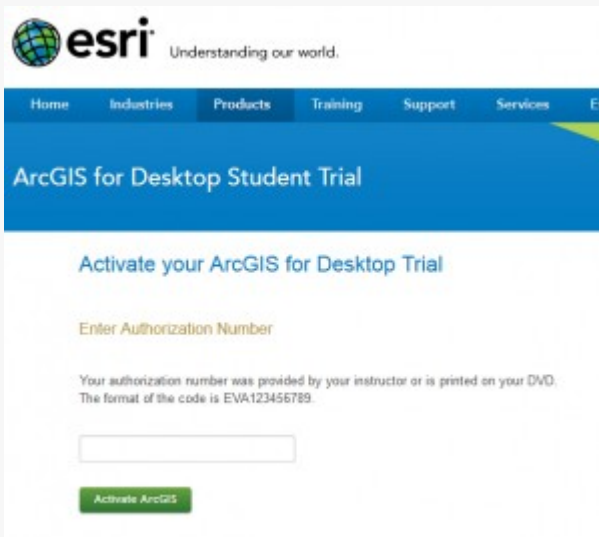 esri Understanding our world.
Home Industries Products Training Support Services E
ArcGIS for Desktop Student Trial
Activate your ArcGIS for Desktop Trial
Enter Authorization Number
Your authorization number was provided by your instructor or is printed on your DVD.
The format of the code is EVA123456789.
Activate ArcGIS